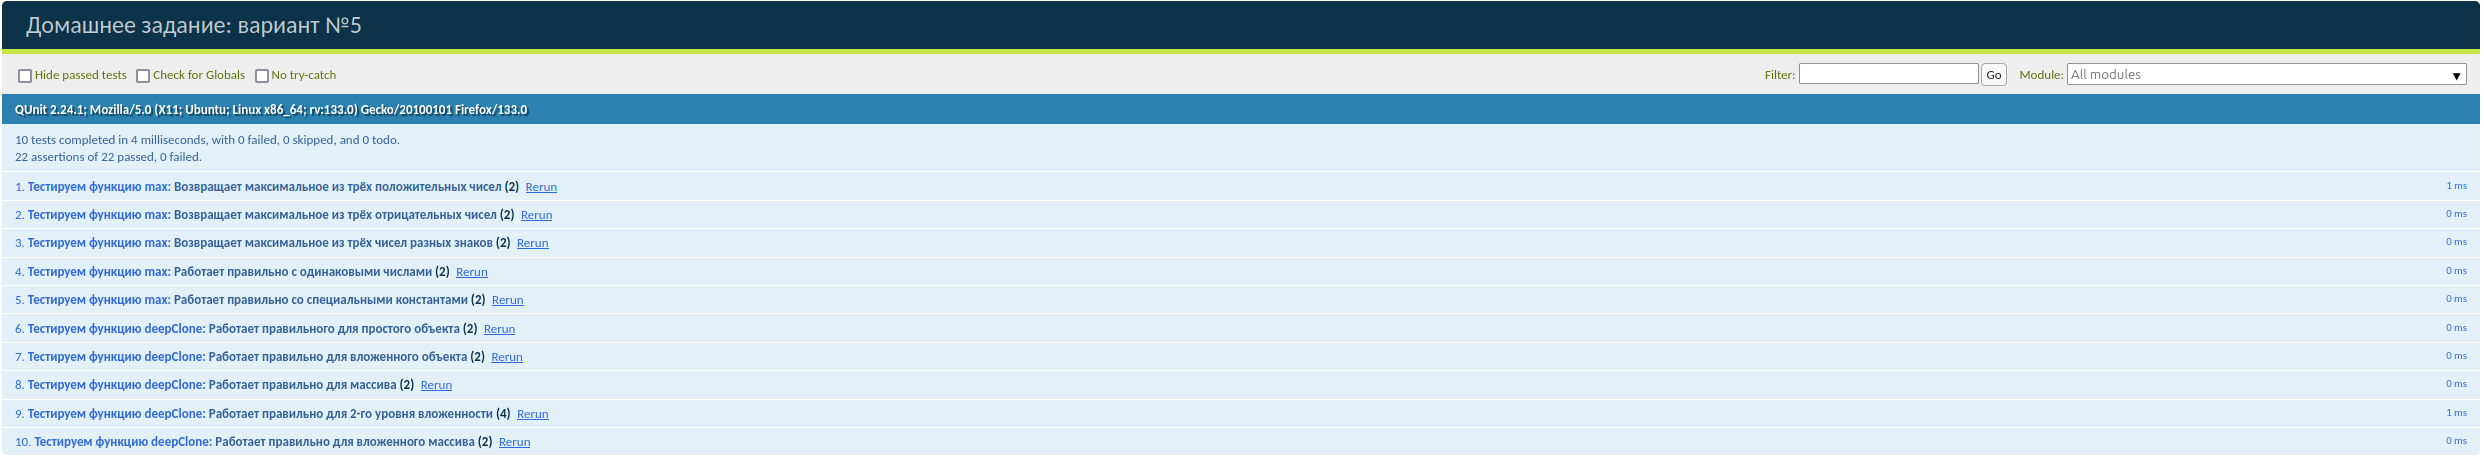 Домашнее задание: вариант №5
Hide passed tests Check for Globals No try-catch Filter: Go Module: All modules
QUnit 2.24.1; Mozilla/5.0 (X11; Ubuntu; Linux x86_64; rv:133.0) Gecko/20100101 Firefox/133.0
10 tests completed in 4 milliseconds, with 0 failed, 0 skipped, and 0 todo.
22 assertions of 22 passed, 0 failed.
1. Тестируем функцию max: Возвращает максимальное из трёх положительных чисел (2) Rerun 1 ms
2. Тестируем функцию max: Возвращает максимальное из трёх отрицательных чисел (2) Rerun 0 ms
3. Тестируем функцию max: Возвращает максимальное из трёх чисел разных знаков (2) Rerun 0 ms
4. Тестируем функцию max: Работает правильно с одинаковыми числами (2) Rerun 0 ms
5. Тестируем функцию max: Работает правильно со специальными константами (2) Rerun 0 ms
6. Тестируем функцию deepClone: Работает правильного для простого объекта (2) Rerun 0 ms
7. Тестируем функцию deepClone: Работает правильно для вложенного объекта (2) Rerun 0 ms
8. Тестируем функцию deepClone: Работает правильно для массива (2) Rerun 0 ms
9. Тестируем функцию deepClone: Работает правильно для 2-го уровня вложенности (4) Rerun 1 ms
10. Тестируем функцию deepClone: Работает правильно для вложенного массива (2) Rerun 0 ms